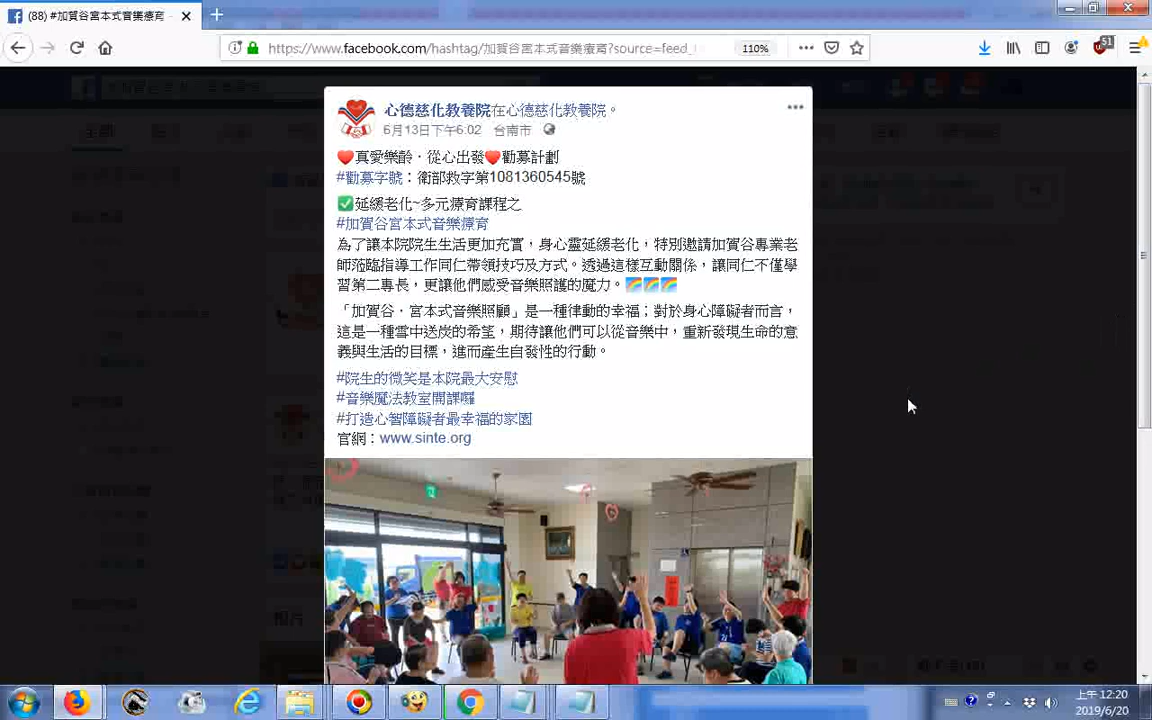 (88) #加賀谷宮本式音樂療育 -
https://www.facebook.com/hashtag/加賀谷宮本式音樂療育?source=feed_
110%
51
心德慈化教養院在心德慈化教養院。
6月13日下午6:02 台南市
真愛樂齡．從心出發 勸募計劃
#勸募字號：衛部救字第1081360545號
延緩老化~多元療育課程之
#加賀谷宮本式音樂療育
為了讓本院院生生活更加充實，身心靈延緩老化，特別邀請加賀谷專業老
師蒞臨指導工作同仁帶領技巧及方式。透過這樣互動關係，讓同仁不僅學
習第二專長，更讓他們感受音樂照護的魔力。
「加賀谷．宮本式音樂照顧」是一種律動的幸福；對於身心障礙者而言，
這是一種雪中送炭的希望，期待讓他們可以從音樂中，重新發現生命的意
義與生活的目標，進而產生自發性的行動。
#院生的微笑是本院最大安慰
#音樂魔法教室開課囉
#打造心智障礙者最幸福的家園
官網：www.sinte.org
全部
相片
上午 12:20
2019/6/20